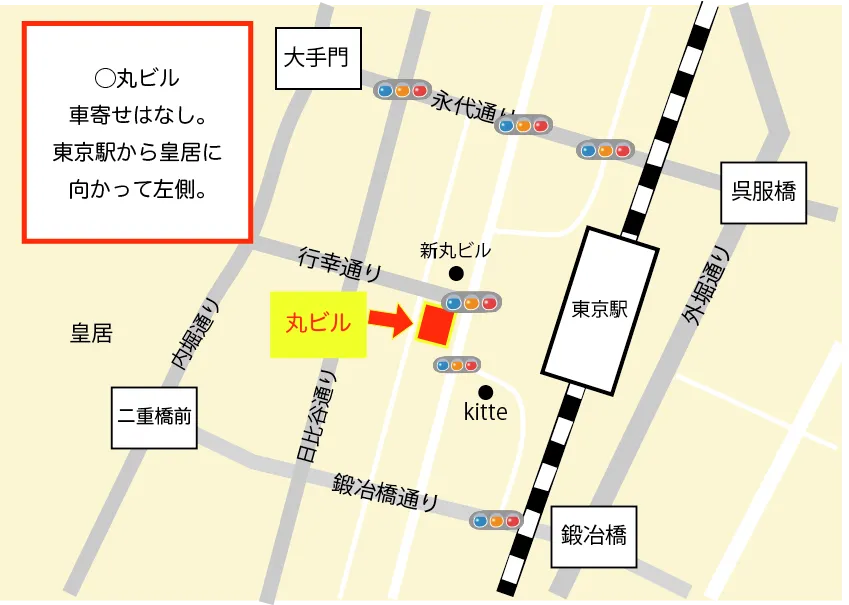 ○丸ビル
車寄せはなし。
東京駅から皇居に
向かって左側。
大手門
永代通り
呉服橋
新丸ビル
行幸通り
外堀通り
丸ビル
東京駅
皇居
内堀通り
二重橋前
日比谷通り
kitte
鍛冶橋通り
鍛冶橋